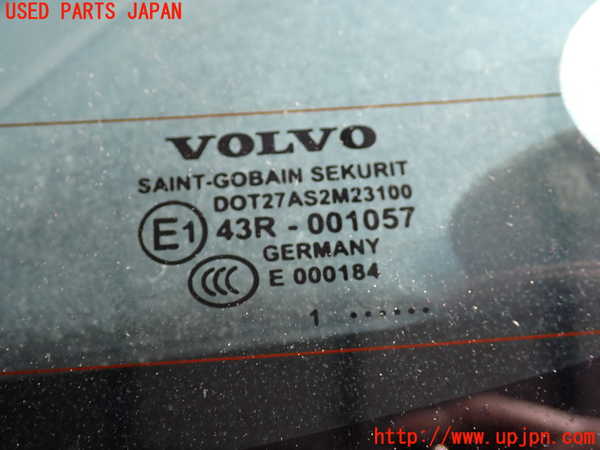 USED PARTS JAPAN
VOLVO
SAINT-GOBAIN SEKURIT
DOT27AS2M23100
E1 43R - 001057
GERMANY
CCC E 000184
1 ••••••
http://www.upjpn.com/